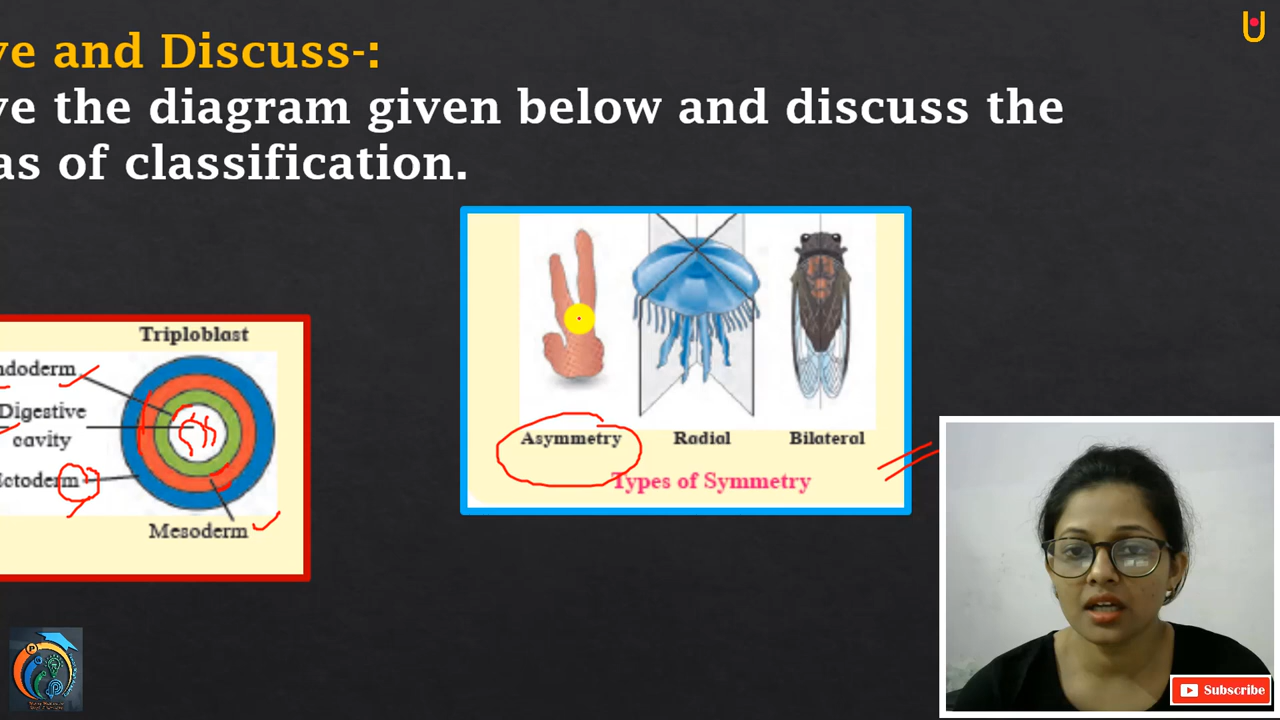 ve and Discuss-:
ve the diagram given below and discuss the
as of classification.
Triploblast
ndoderm
Digestive
cavity
Ectoderm
Mesoderm
Asymmetry Radial Bilateral
Types of Symmetry
Subscribe